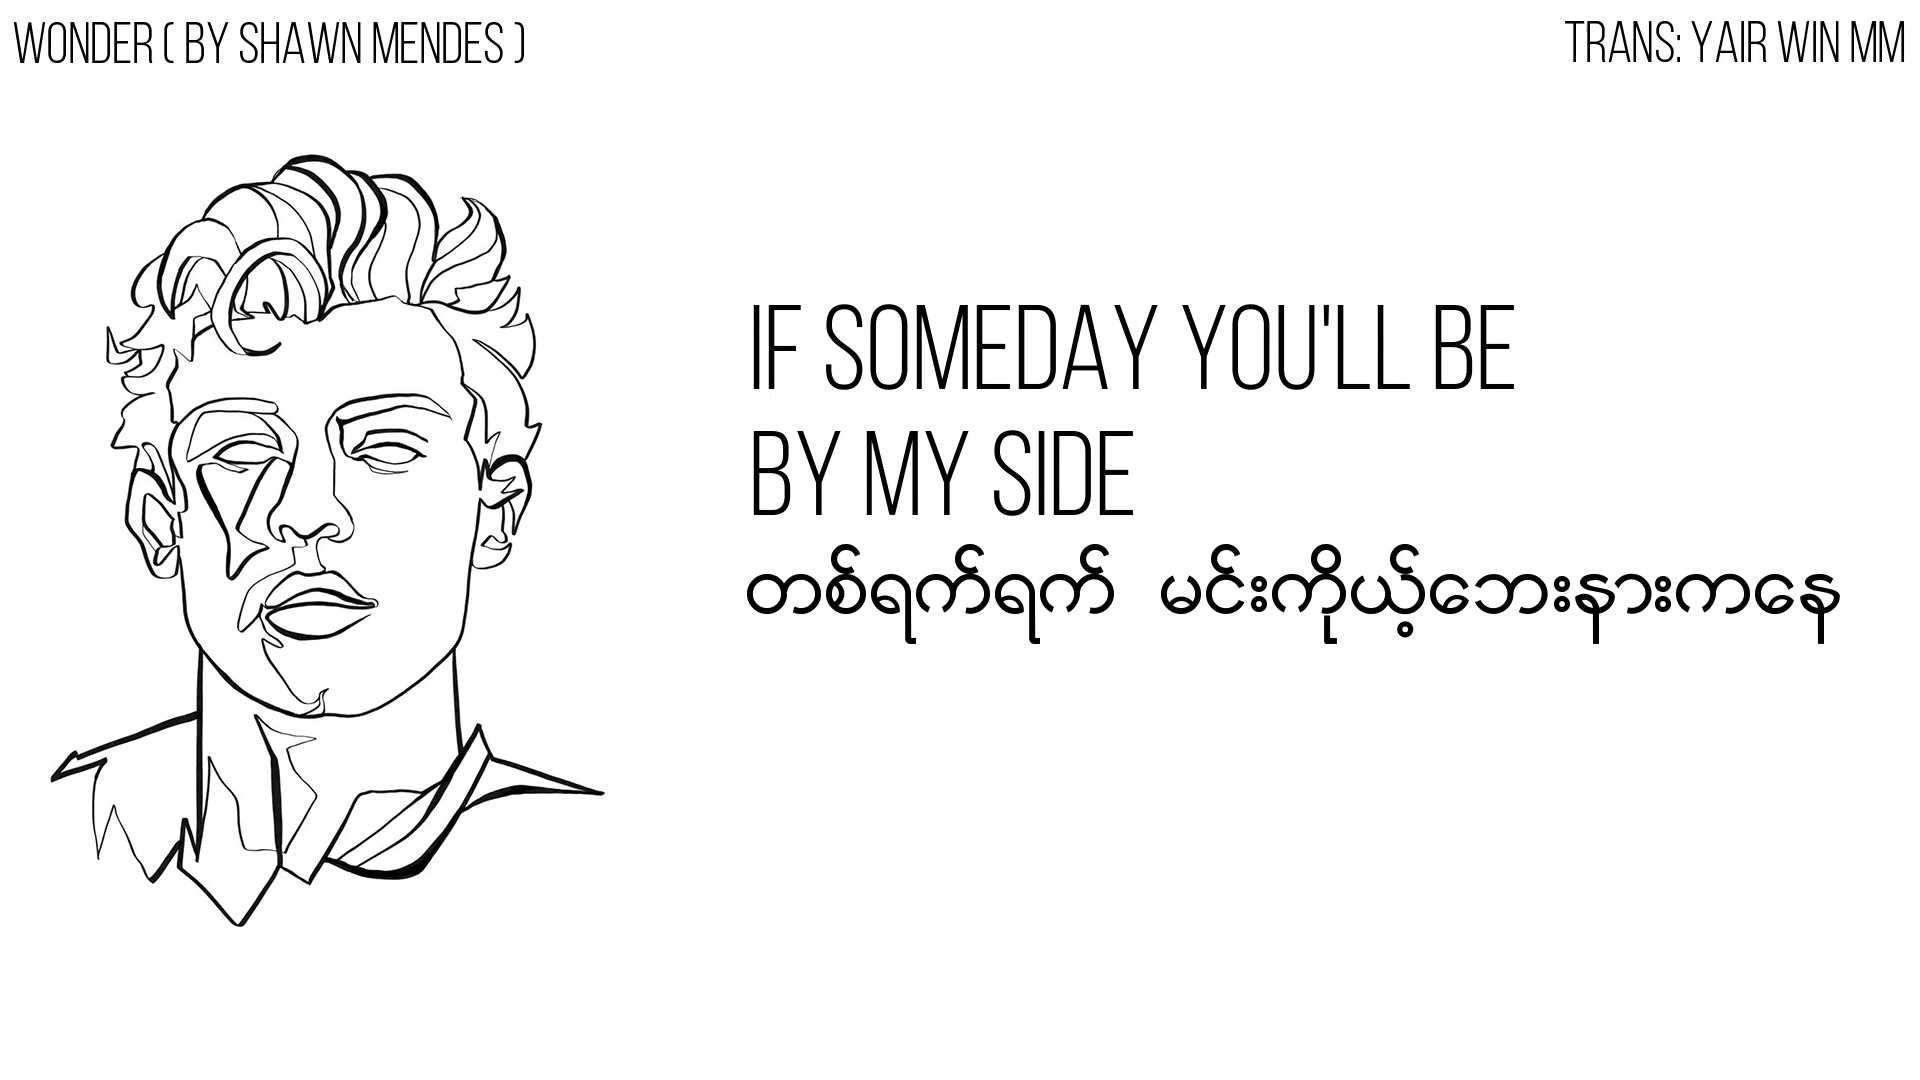 WONDER ( BY SHAWN MENDES )
TRANS: YAIR WIN MM
IF SOMEDAY YOU'LL BE
BY MY SIDE
တစ်ရက်ရက် မင်းကိုယ့်ဘေးနားကနေ